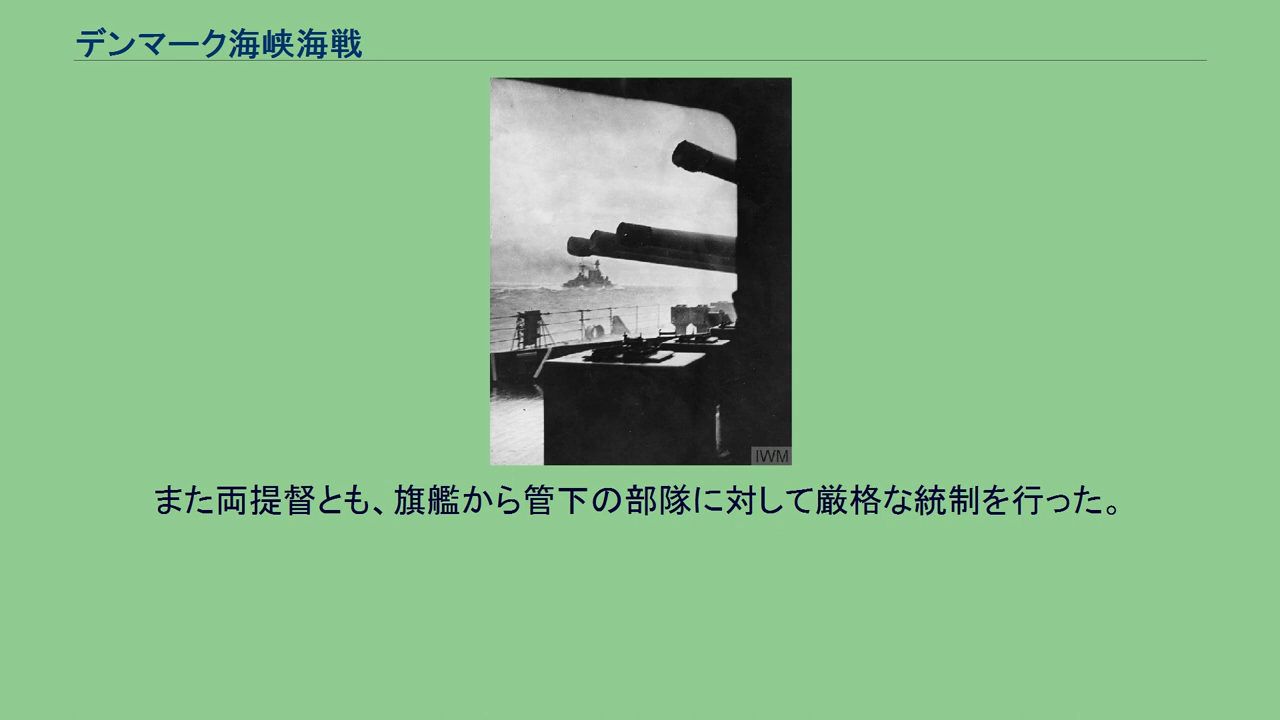 デンマーク海峡海戦
IWM
また両提督とも、旗艦から管下の部隊に対して厳格な統制を行った。